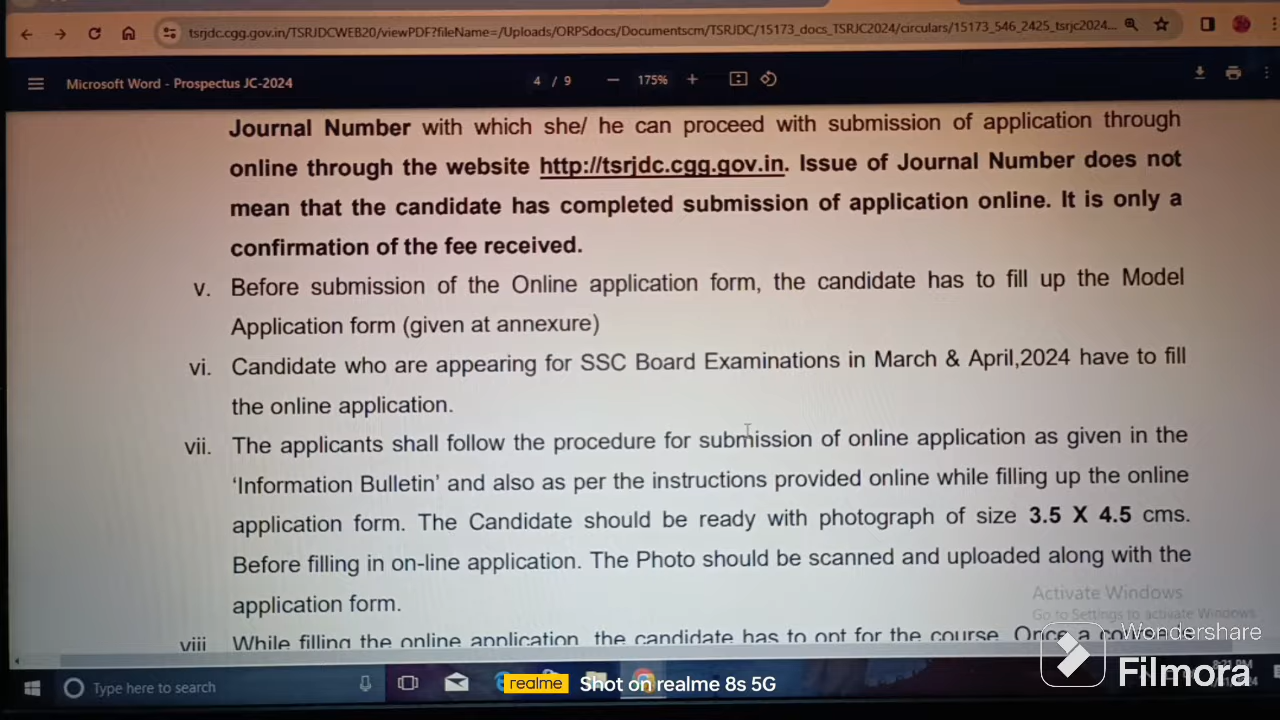 tsrjdc.cgg.gov.in/TSRJDCWEB20/viewPDF?fileName=/Uploads/ORPSdocs/Documentscm/TSRJDC/15173_docs_TSRJC2024/circulars/15173_546_2425_tsrjc2024...
Microsoft Word - Prospectus JC-2024
4 / 9
175%
Journal Number with which she/ he can proceed with submission of application through
online through the website http://tsrjdc.cgg.gov.in. Issue of Journal Number does not
mean that the candidate has completed submission of application online. It is only a
confirmation of the fee received.
v. Before submission of the Online application form, the candidate has to fill up the Model
Application form (given at annexure)
vi. Candidate who are appearing for SSC Board Examinations in March & April,2024 have to fill
the online application.
vii. The applicants shall follow the procedure for submission of online application as given in the
‘Information Bulletin’ and also as per the instructions provided online while filling up the online
application form. The Candidate should be ready with photograph of size 3.5 X 4.5 cms.
Before filling in on-line application. The Photo should be scanned and uploaded along with the
application form.
Activate Windows
Go to Settings to activate Windows.
viii While filling the online application, the candidate has to opt for the course. Once a
Wondershare
Filmora
Type here to search
realme Shot on realme 8s 5G